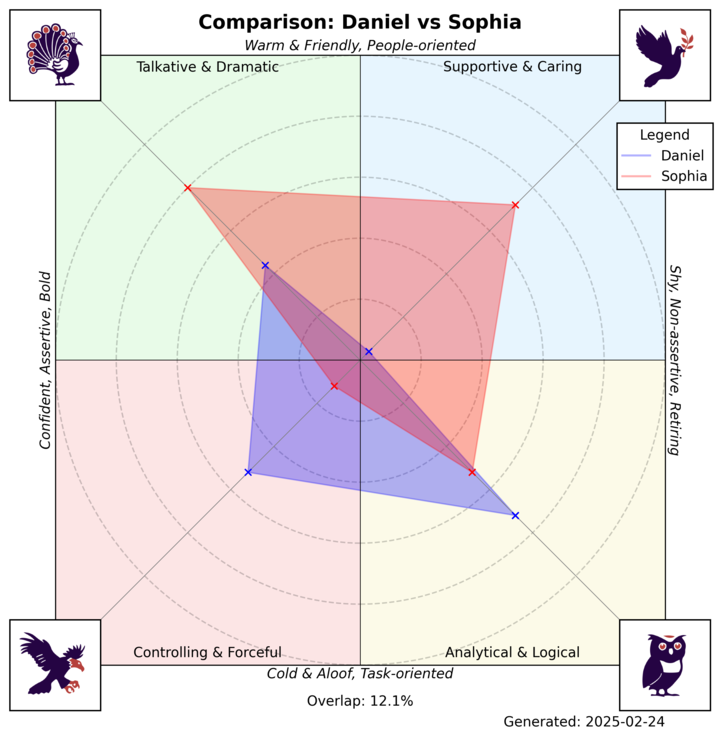 Comparison: Daniel vs Sophia
Warm & Friendly, People-oriented
Talkative & Dramatic
Supportive & Caring
Legend
Daniel
Sophia
Confident, Assertive, Bold
Shy, Non-assertive, Retiring
Controlling & Forceful
Analytical & Logical
Cold & Aloof, Task-oriented
Overlap: 12.1%
Generated: 2025-02-24